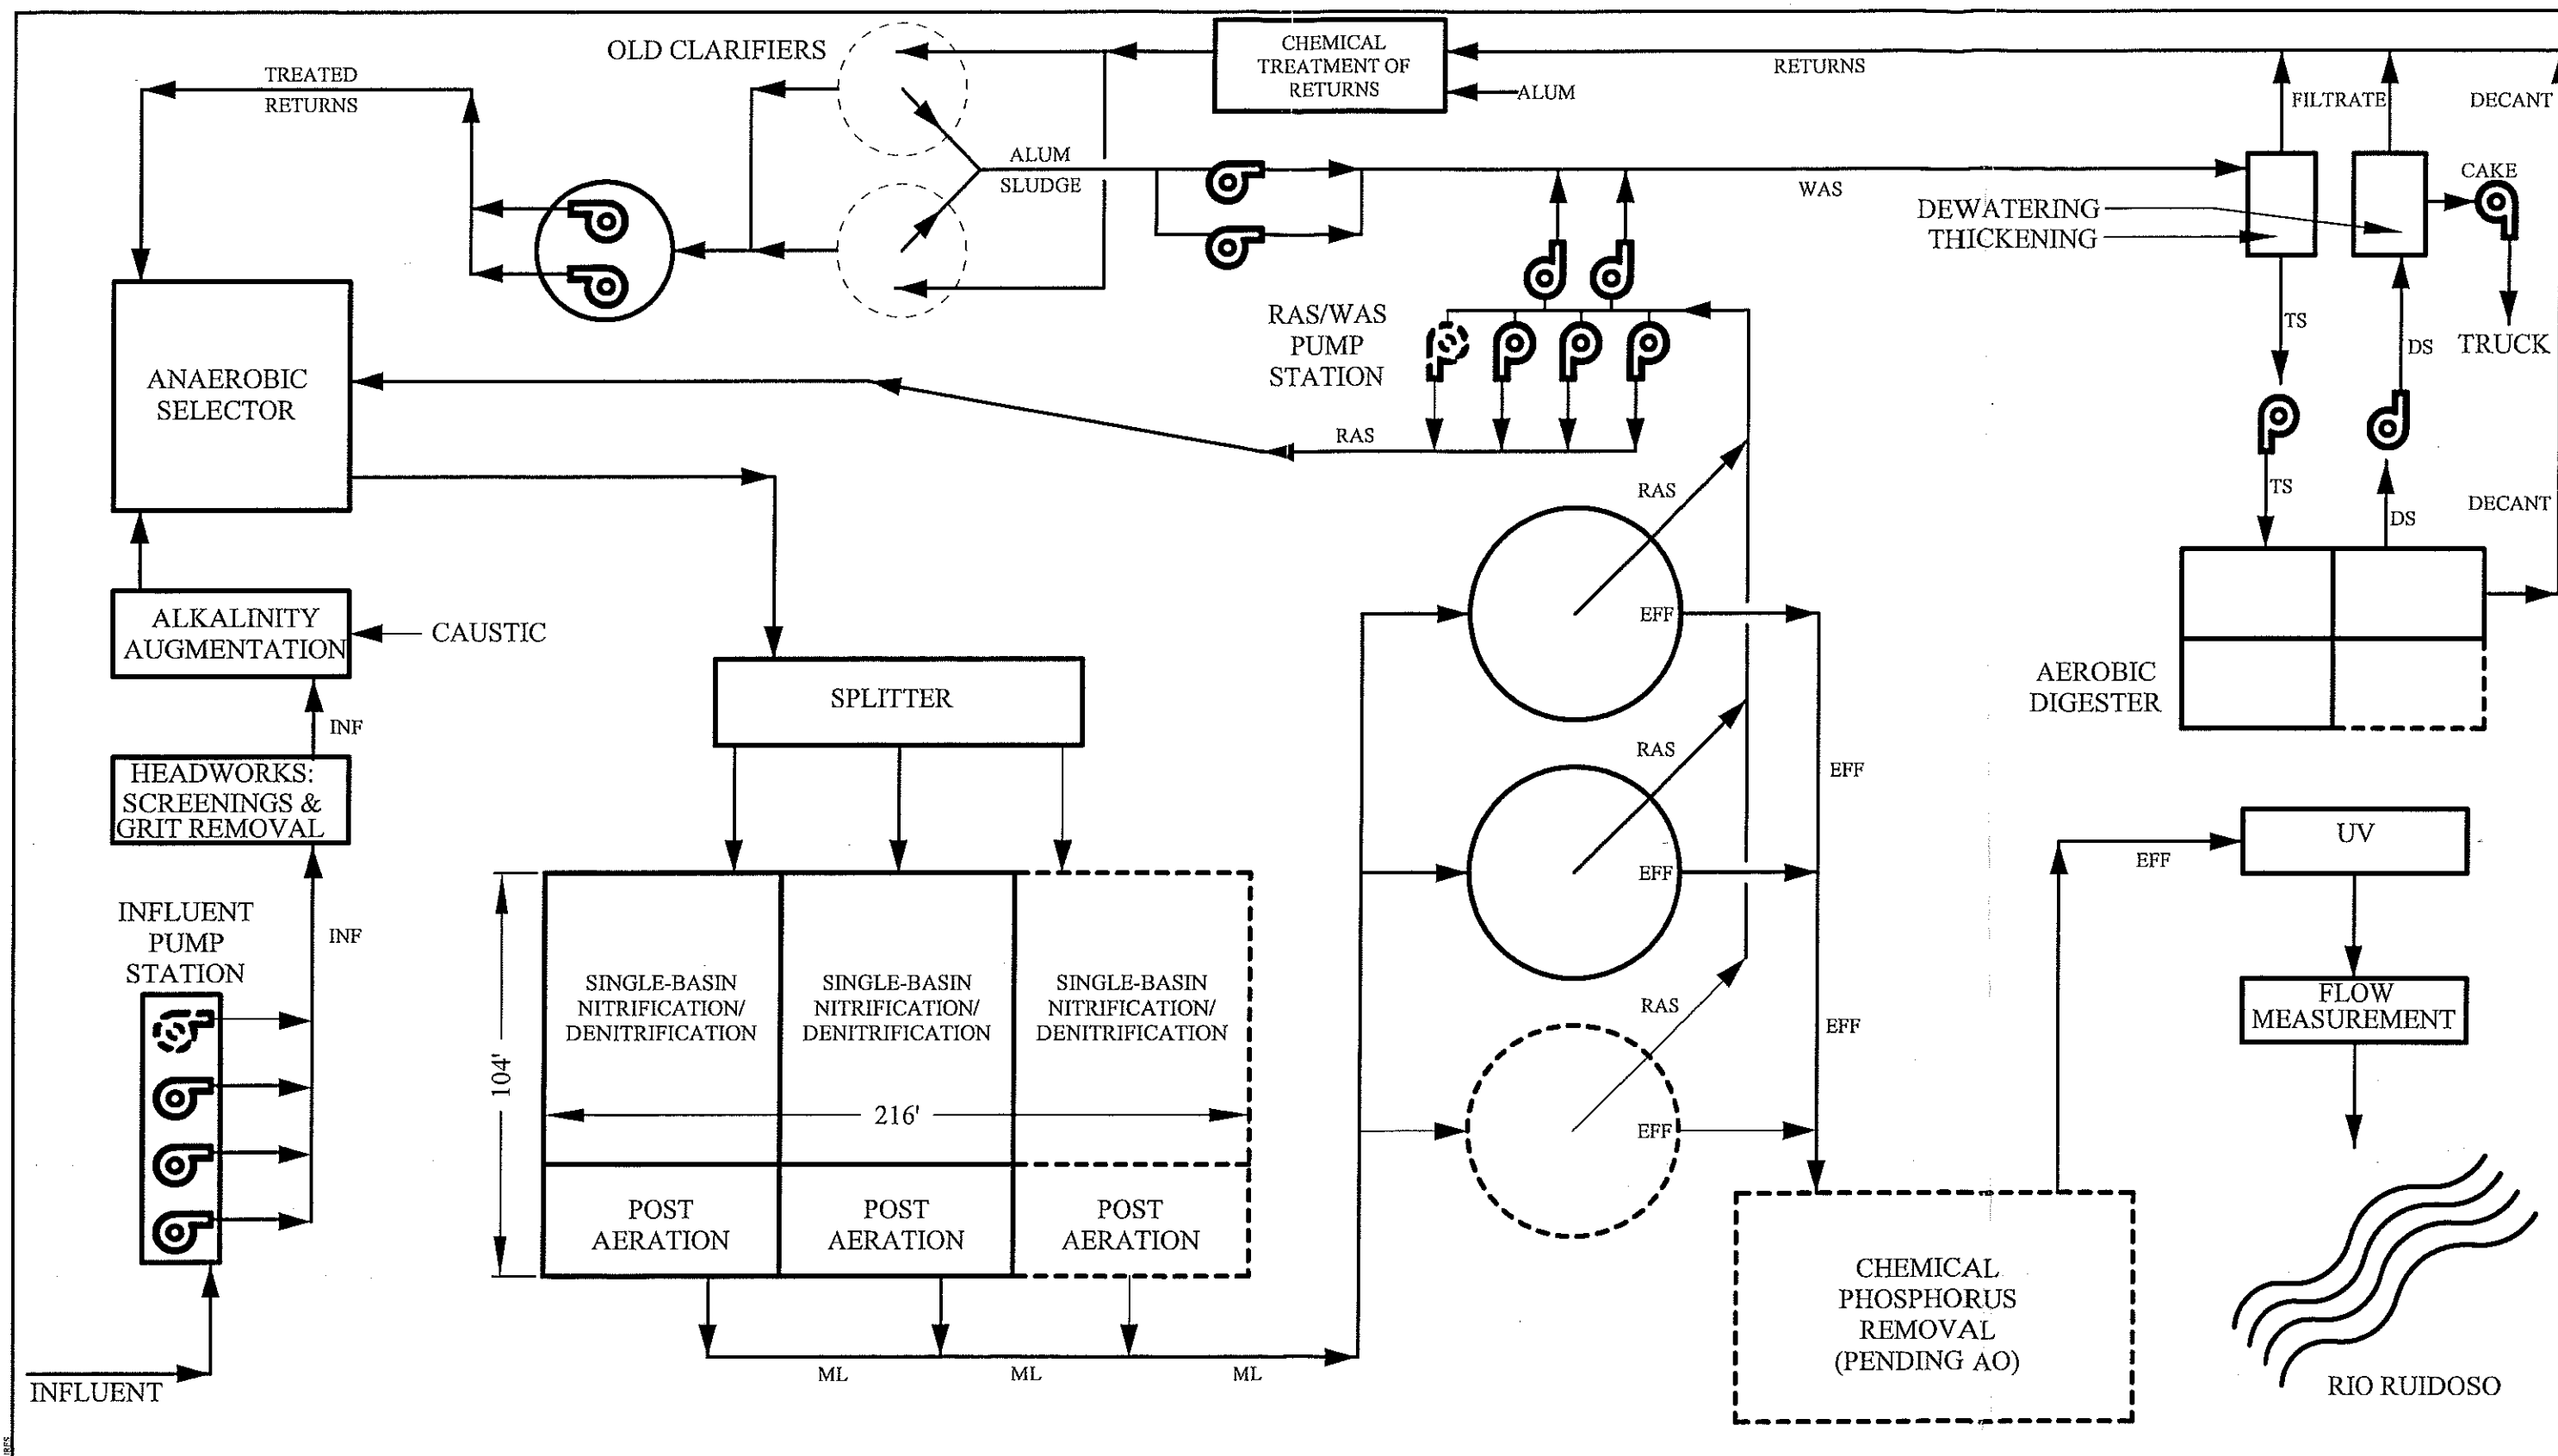 OLD CLARIFIERS
CHEMICAL
TREATMENT OF
RETURNS
ALUM
RETURNS
FILTRATE
DECANT
TREATED
RETURNS
ALUM
SLUDGE
WAS
CAKE
DEWATERING
THICKENING
TRUCK
TS
DS
TS
DS
DECANT
RAS/WAS
PUMP
STATION
RAS
ANAEROBIC
SELECTOR
ALKALINITY
AUGMENTATION
CAUSTIC
INF
HEADWORKS:
SCREENINGS &
GRIT REMOVAL
INF
INFLUENT
PUMP
STATION
INFLUENT
SPLITTER
SINGLE-BASIN
NITRIFICATION/
DENITRIFICATION
SINGLE-BASIN
NITRIFICATION/
DENITRIFICATION
SINGLE-BASIN
NITRIFICATION/
DENITRIFICATION
104'
216'
POST
AERATION
POST
AERATION
POST
AERATION
ML
ML
ML
RAS
EFF
RAS
EFF
EFF
RAS
EFF
EFF
AEROBIC
DIGESTER
EFF
UV
FLOW
MEASUREMENT
CHEMICAL
PHOSPHORUS
REMOVAL
(PENDING AO)
RIO RUIDOSO